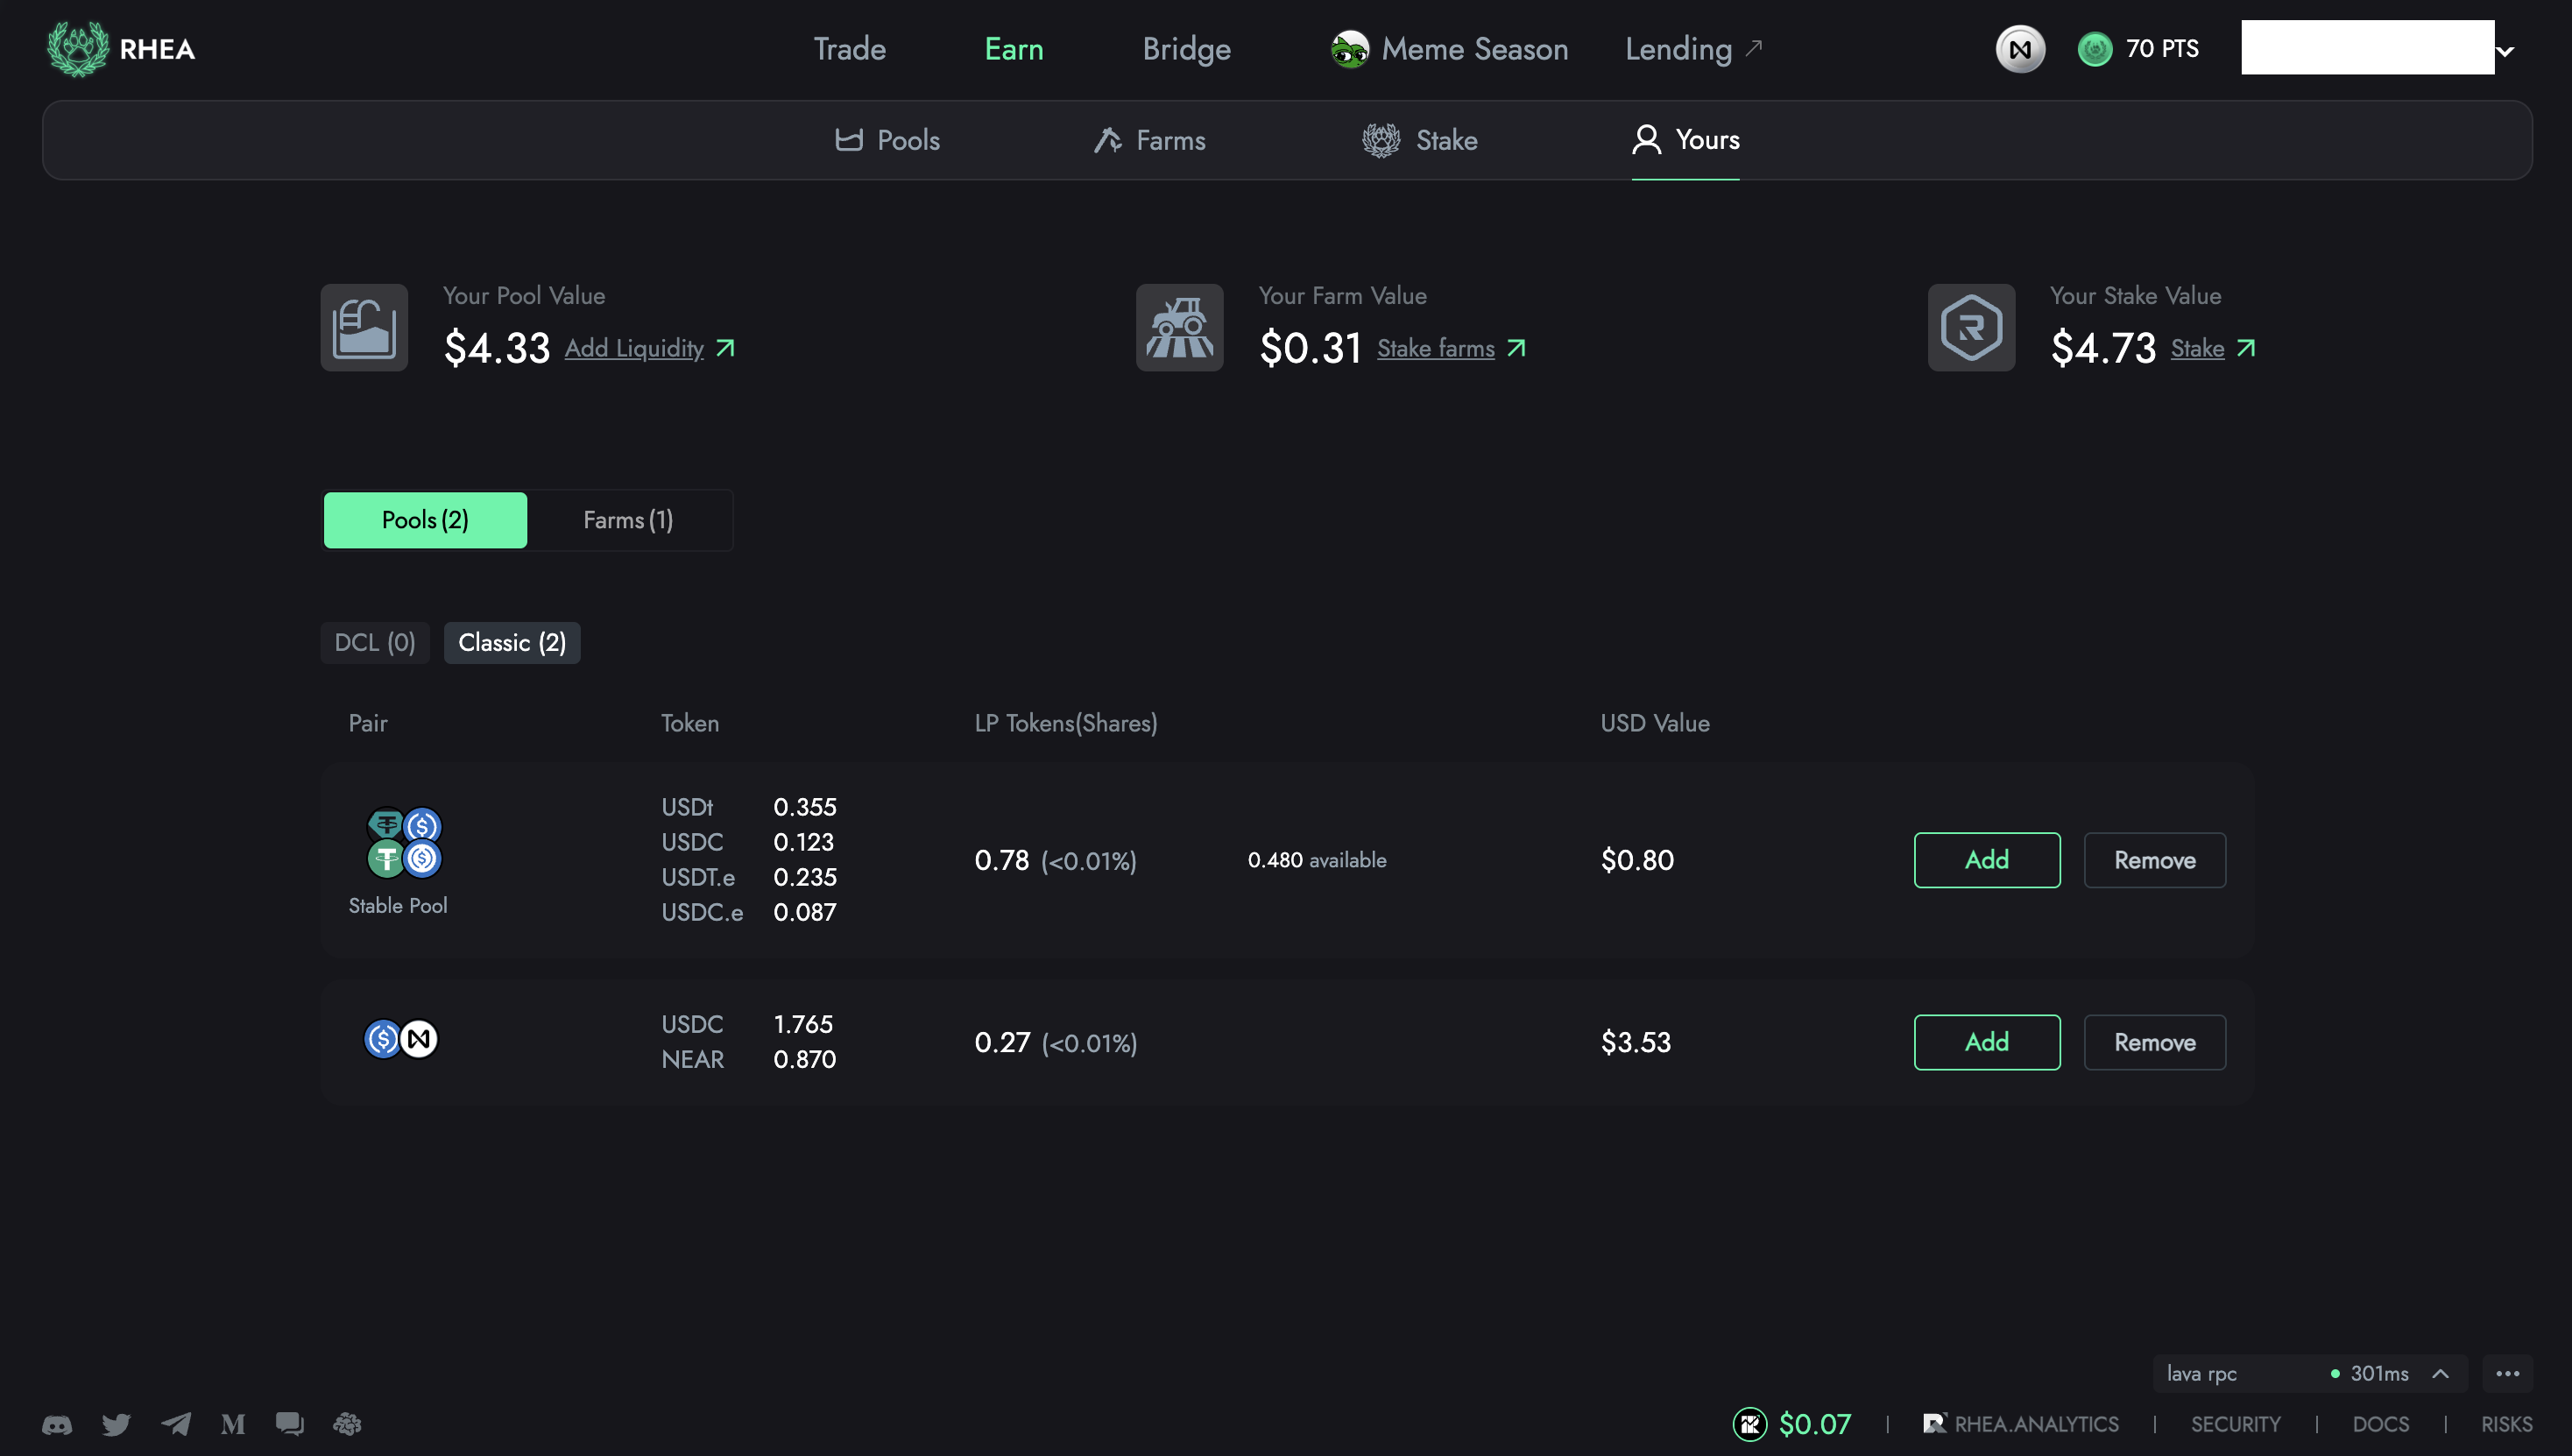 RHEA
Trade
Earn
Bridge
Meme Season
Lending
70 PTS
Pools
Farms
Stake
Yours
Your Pool Value
$4.33 Add Liquidity
Your Farm Value
$0.31 Stake farms
Your Stake Value
$4.73 Stake
Pools (2)
Farms (1)
DCL (0)
Classic (2)
Pair
Token
LP Tokens(Shares)
USD Value
Stable Pool
USDt 0.355
USDC 0.123
USDT.e 0.235
USDC.e 0.087
0.78 (<0.01%)
0.480 available
$0.80
Add
Remove
USDC 1.765
NEAR 0.870
0.27 (<0.01%)
$3.53
Add
Remove
lava rpc
301ms
$0.07
|
RHEA.ANALYTICS
|
SECURITY
|
DOCS
|
RISKS